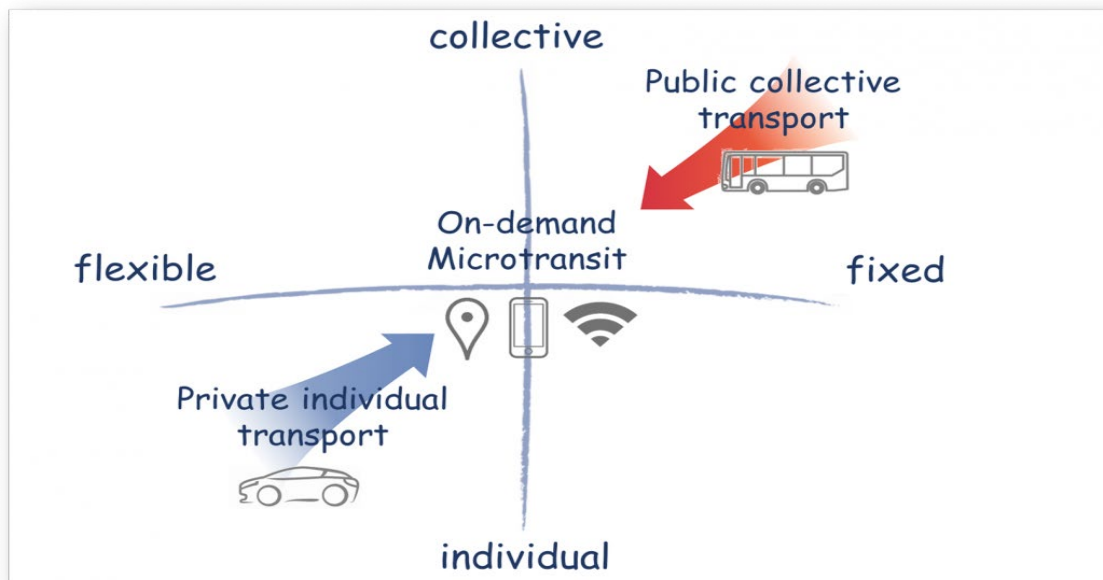 collective
Public collective
transport
On-demand
Microtransit
flexible
fixed
Private individual
transport
individual